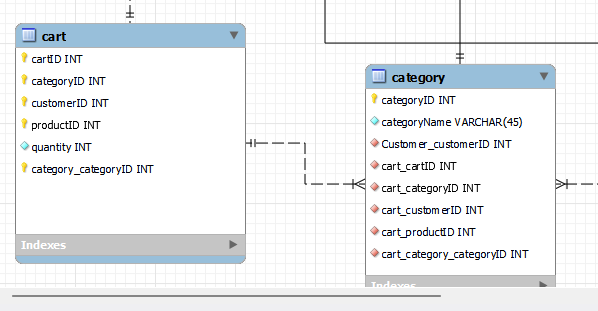 cart
cartID INT
categoryID INT
customerID INT
productID INT
quantity INT
category_categoryID INT
Indexes
category
categoryID INT
categoryName VARCHAR(45)
Customer_customerID INT
cart_cartID INT
cart_categoryID INT
cart_customerID INT
cart_productID INT
cart_category_categoryID INT
Indexes